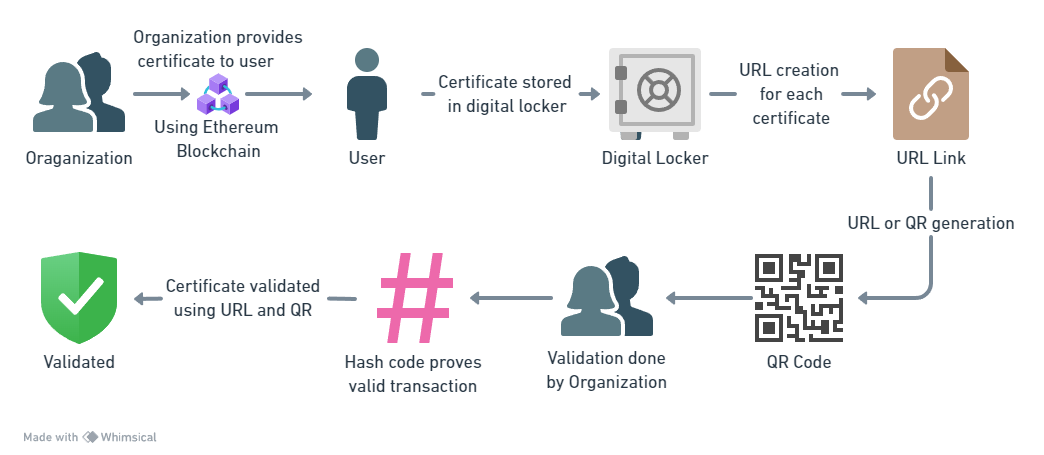 Organization provides
certificate to user
Using Ethereum
Blockchain
Oraganization
User
Certificate stored
in digital locker
Digital Locker
URL creation
for each
certificate
URL Link
URL or QR generation
QR Code
Validation done
by Organization
Hash code proves
valid transaction
Certificate validated
using URL and QR
Validated
Made with Whimsical